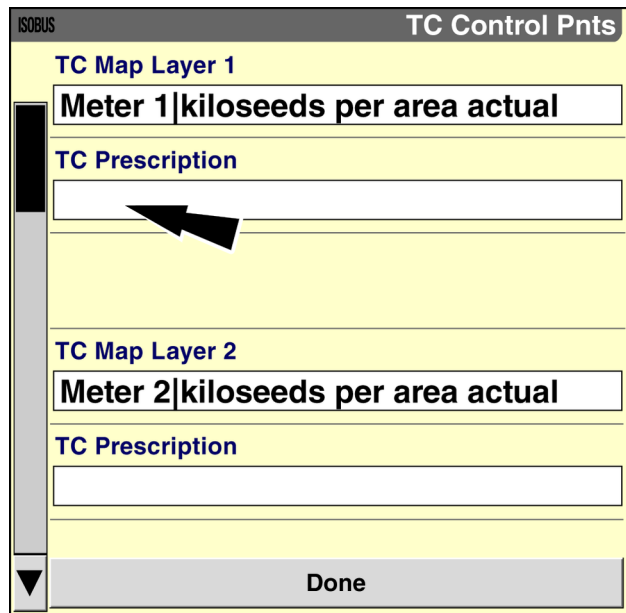 ISOBUS
TC Control Pnts
TC Map Layer 1
Meter 1|kiloseeds per area actual
TC Prescription
TC Map Layer 2
Meter 2|kiloseeds per area actual
TC Prescription
Done